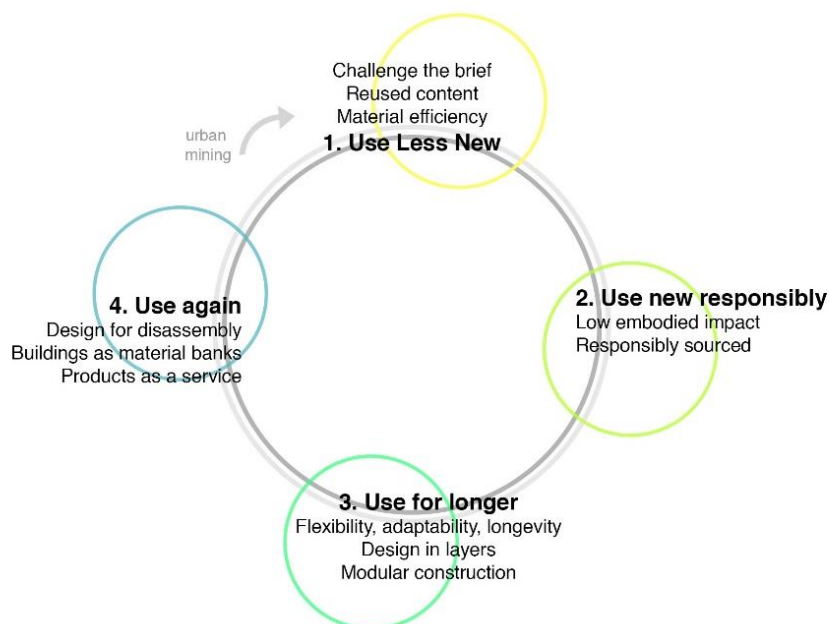 Challenge the brief
Reused content
Material efficiency
1. Use Less New
urban
mining
2. Use new responsibly
Low embodied impact
Responsibly sourced
3. Use for longer
Flexibility, adaptability, longevity
Design in layers
Modular construction
4. Use again
Design for disassembly
Buildings as material banks
Products as a service